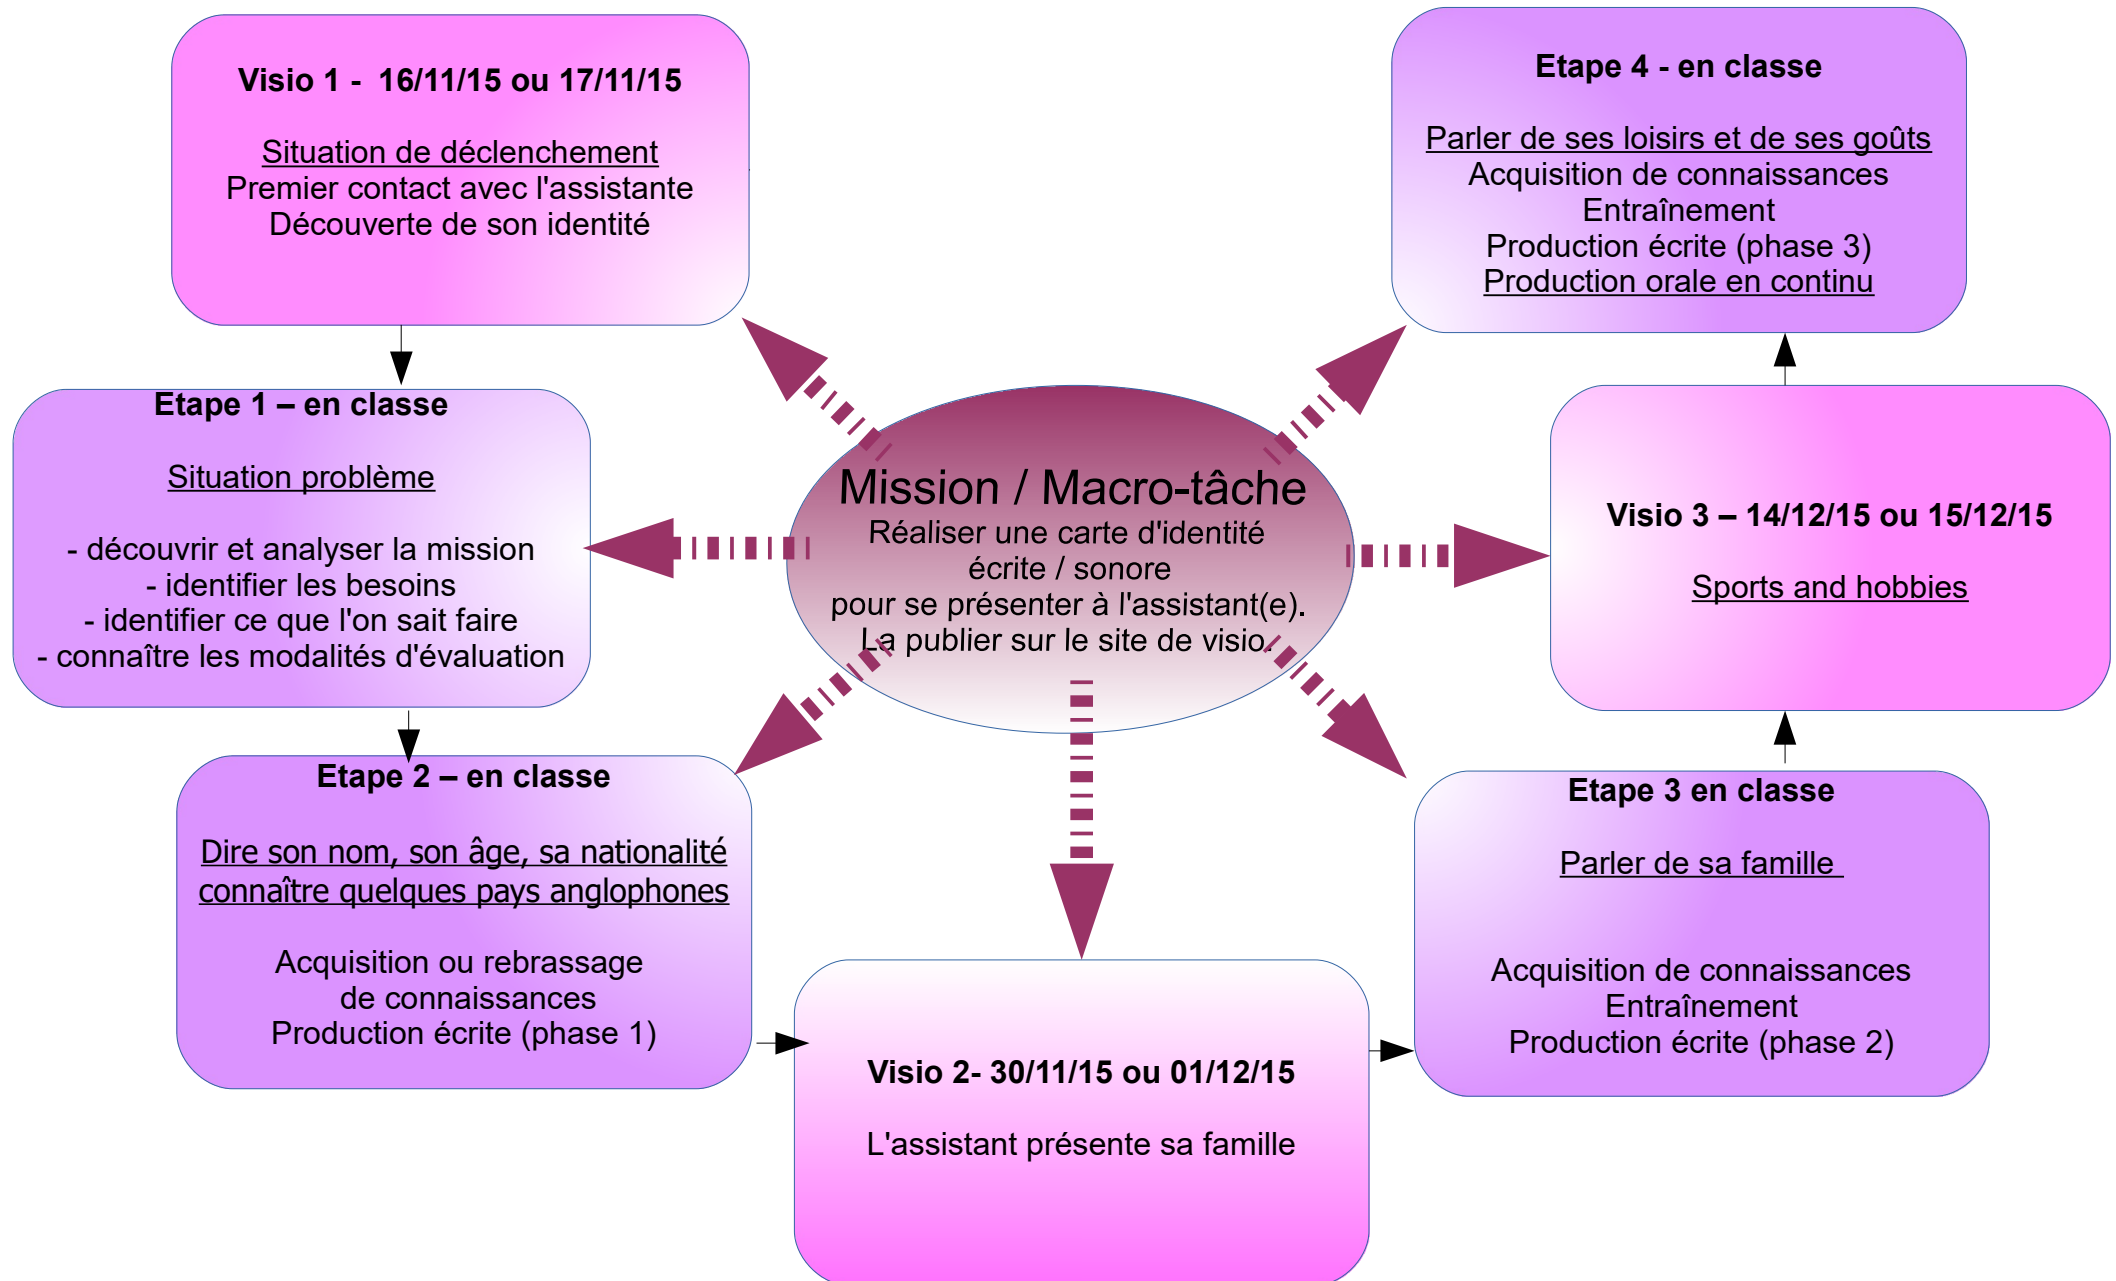 Visio 1 -  16/11/15 ou 17/11/15
Situation de déclenchement
Premier contact avec l'assistante
Découverte de son identité
Etape 1 – en classe
Situation problème
- découvrir et analyser la mission
- identifier les besoins
- identifier ce que l'on sait faire
- connaître les modalités d'évaluation
Etape 2 – en classe
Dire son nom, son âge, sa nationalité
connaître quelques pays anglophones
Acquisition ou rebrassage
de connaissances
Production écrite (phase 1)
Mission / Macro-tâche
Réaliser une carte d'identité
écrite / sonore
pour se présenter à l'assistant(e).
La publier sur le site de visio.
Visio 2- 30/11/15 ou 01/12/15
L'assistant présente sa famille
Etape 3 en classe
Parler de sa famille
Acquisition de connaissances
Entraînement
Production écrite (phase 2)
Visio 3 – 14/12/15 ou 15/12/15
Sports and hobbies
Etape 4 - en classe
Parler de ses loisirs et de ses goûts
Acquisition de connaissances
Entraînement
Production écrite (phase 3)
Production orale en continu